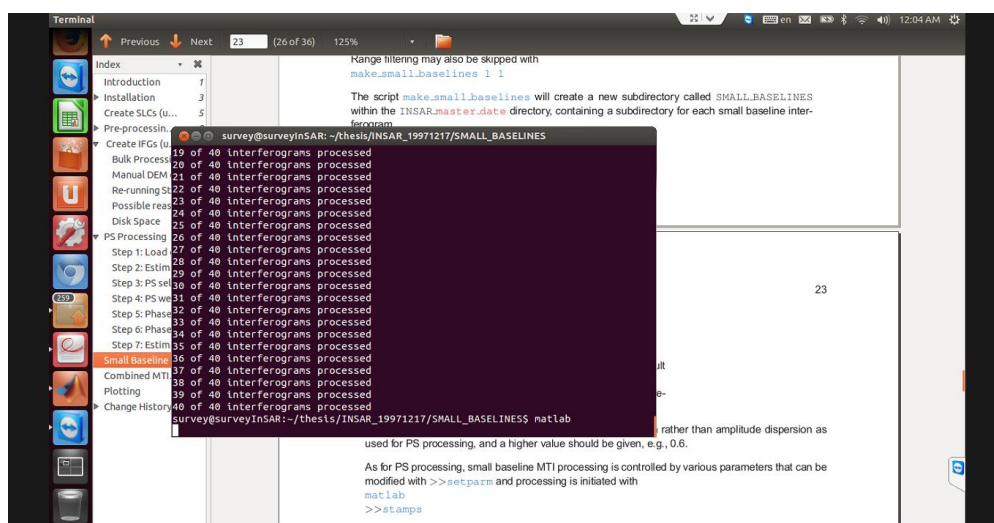 Terminal
en
12:04 AM
Previous
Next
23
(26 of 36)
125%
Index
Introduction 1
Installation 3
Create SLCs (u... 5
Pre-processin...
Create IFGs (u
Bulk Process
Manual DEM
Re-running St
Possible reas
Disk Space
PS Processing
Step 1: Load
Step 2: Estim
Step 3: PS sel
Step 4: PS we
Step 5: Phase
Step 6: Phase
Step 7: Estim
Small Baseline
Combined MTI
Plotting
Change History
259
Range filtering may also be skipped with
make_small_baselines 1 1
The script make_small_baselines will create a new subdirectory called SMALL_BASELINES
within the INSAR_master_date directory, containing a subdirectory for each small baseline inter-
ferogram.
survey@surveyInSAR: ~/thesis/INSAR_19971217/SMALL_BASELINES
19 of 40 interferograms processed
20 of 40 interferograms processed
21 of 40 interferograms processed
22 of 40 interferograms processed
23 of 40 interferograms processed
24 of 40 interferograms processed
25 of 40 interferograms processed
26 of 40 interferograms processed
27 of 40 interferograms processed
28 of 40 interferograms processed
29 of 40 interferograms processed
30 of 40 interferograms processed
31 of 40 interferograms processed
32 of 40 interferograms processed
33 of 40 interferograms processed
34 of 40 interferograms processed
35 of 40 interferograms processed
36 of 40 interferograms processed
37 of 40 interferograms processed
38 of 40 interferograms processed
39 of 40 interferograms processed
40 of 40 interferograms processed
survey@surveyInSAR:~/thesis/INSAR_19971217/SMALL_BASELINES$ matlab
23
ult
e-
rather than amplitude dispersion as
used for PS processing, and a higher value should be given, e.g., 0.6.
As for PS processing, small baseline MTI processing is controlled by various parameters that can be
modified with >>setparm and processing is initiated with
matlab
>>stamps